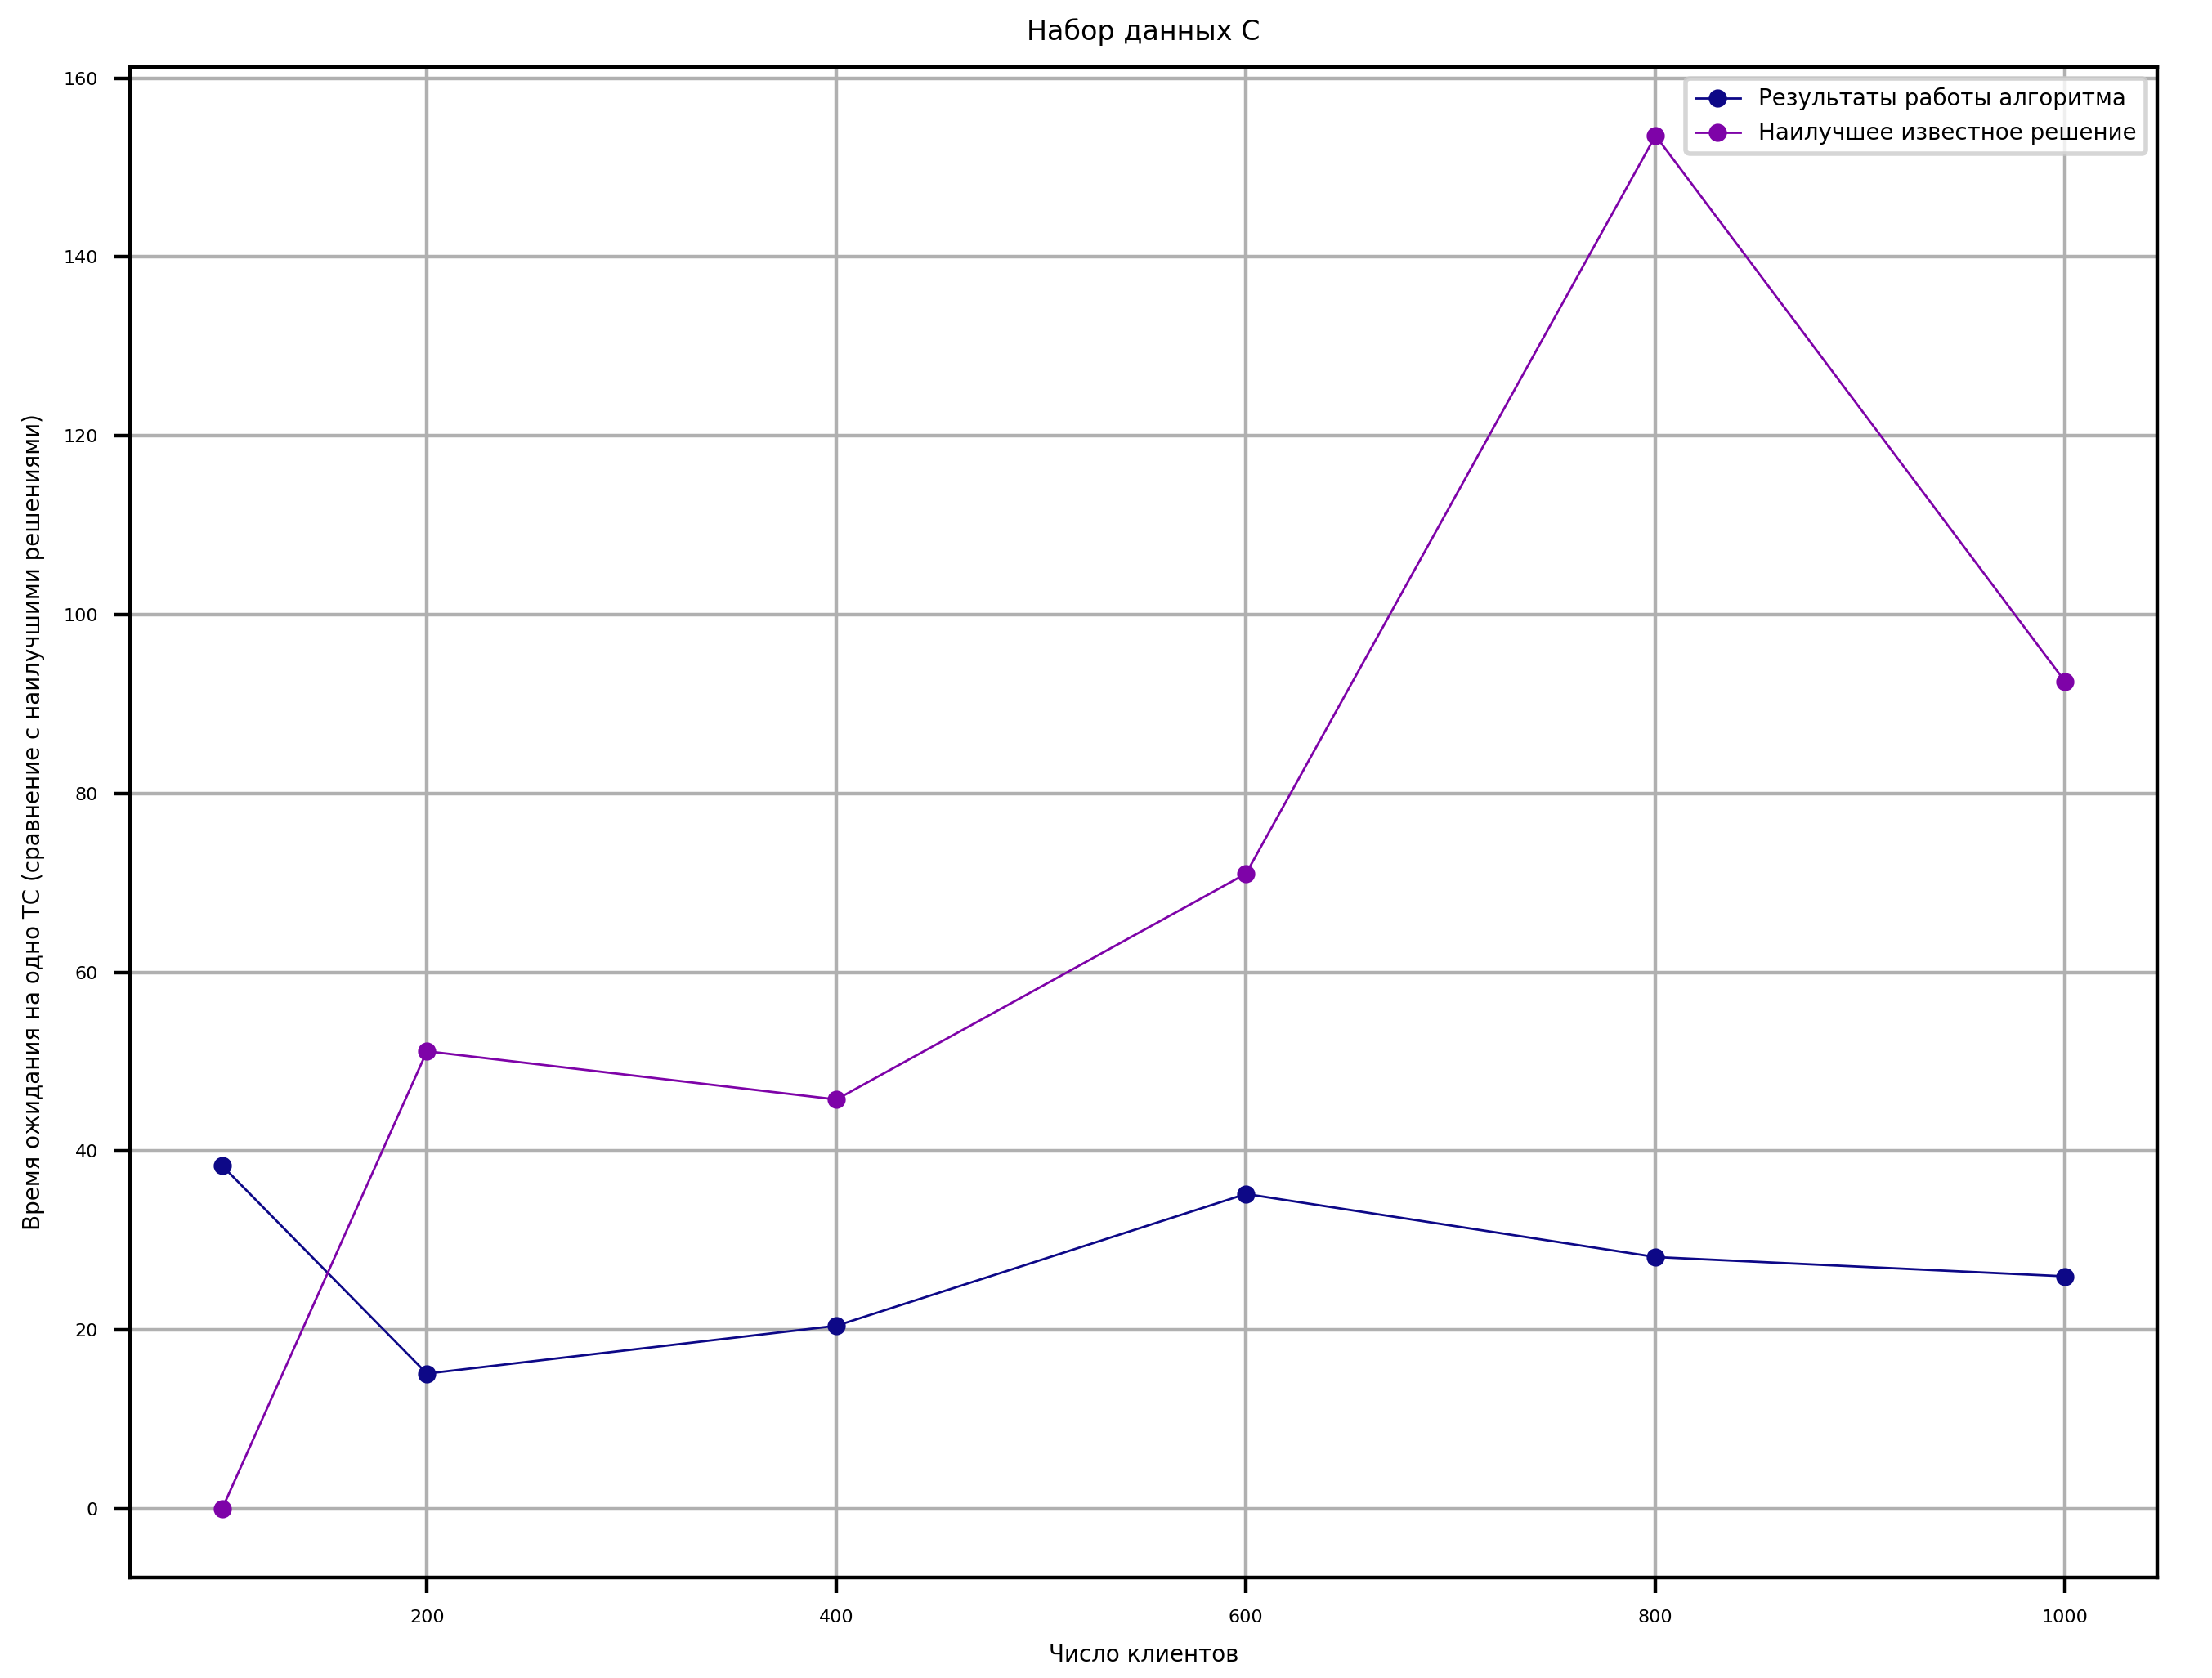 Набор данных C
Результаты работы алгоритма
Наилучшее известное решение
Время ожидания на одно ТС (сравнение с наилучшими решениями)
160
140
120
100
80
60
40
20
0
200
400
600
800
1000
Число клиентов